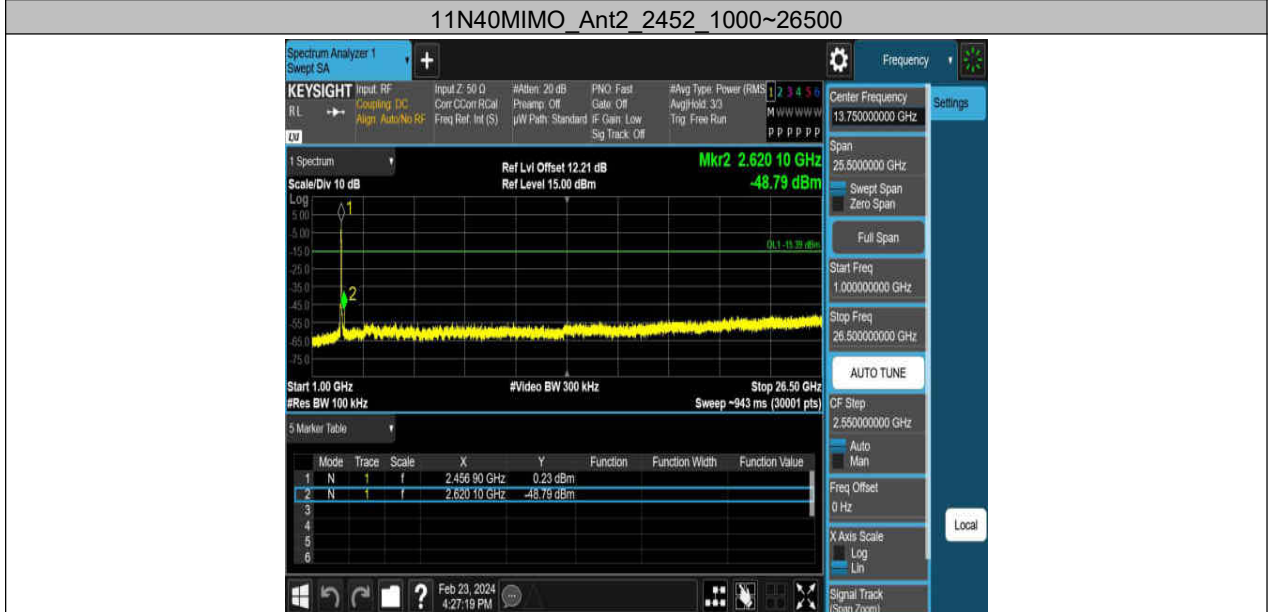 11N40MIMO_Ant2_2452_1000~26500
Spectrum Analyzer 1
Swept SA
+
Frequency
KEYSIGHT
RL
LXI
Input: RF
Coupling: DC
Align: Auto/No RF
Input Z: 50 Ω
Corr CCorr RCal
Freq Ref: Int (S)
#Atten: 20 dB
Preamp: Off
µW Path: Standard
PNO: Fast
Gate: Off
IF Gain: Low
Sig Track: Off
#Avg Type: Power (RMS
Avg|Hold: 3/3
Trig: Free Run
1 2 3 4 5 6
M W W W W W
P P P P P P
1 Spectrum
Scale/Div 10 dB
Ref Lvl Offset 12.21 dB
Ref Level 15.00 dBm
Mkr2 2.620 10 GHz
-48.79 dBm
Log
5.00
-5.00
-15.0
-25.0
-35.0
-45.0
-55.0
-65.0
-75.0
1
2
Start 1.00 GHz
#Res BW 100 kHz
#Video BW 300 kHz
Stop 26.50 GHz
Sweep ~943 ms (30001 pts)
5 Marker Table
Mode Trace Scale X Y Function Function Width Function Value
1 N 1 f 2.456 90 GHz 0.23 dBm
2 N 1 f 2.620 10 GHz -48.79 dBm
3
4
5
6
?
Feb 23, 2024
4:27:19 PM
Center Frequency
13.750000000 GHz
Settings
Span
25.5000000 GHz
Swept Span
Zero Span
Full Span
Start Freq
1.000000000 GHz
Stop Freq
26.500000000 GHz
AUTO TUNE
CF Step
2.550000000 GHz
Auto
Man
Freq Offset
0 Hz
X Axis Scale
Log
Lin
Local
Signal Track
(Span Zoom)